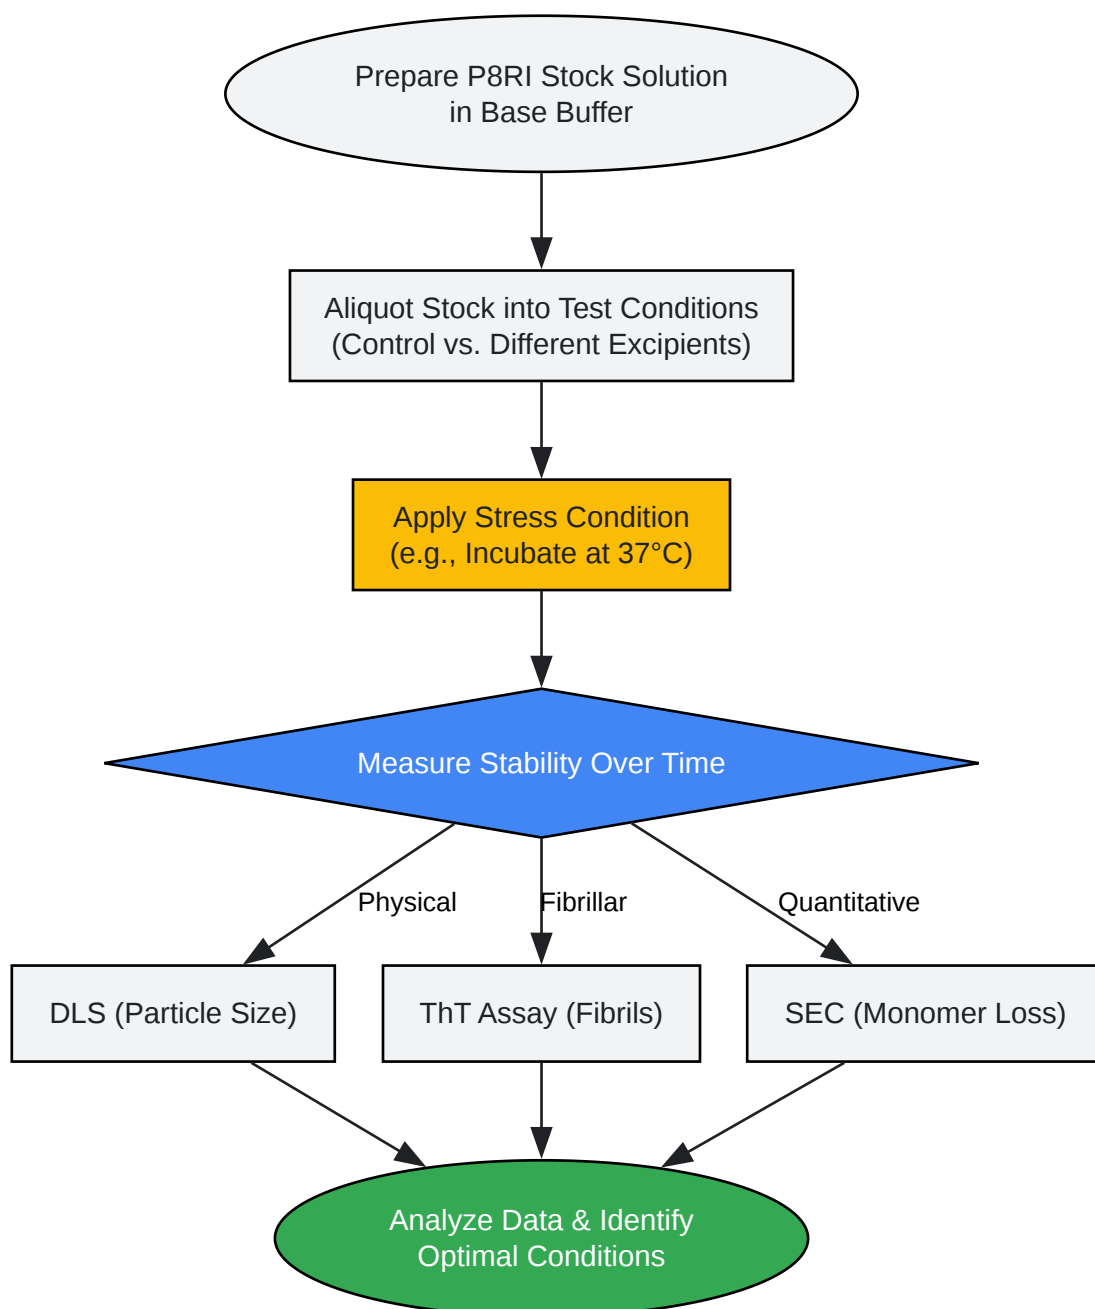 Prepare P8RI Stock Solution
in Base Buffer
Aliquot Stock into Test Conditions
(Control vs. Different Excipients)
Apply Stress Condition
(e.g., Incubate at 37°C)
Measure Stability Over Time
Physical
Fibrillar
Quantitative
DLS (Particle Size)
ThT Assay (Fibrils)
SEC (Monomer Loss)
Analyze Data & Identify
Optimal Conditions